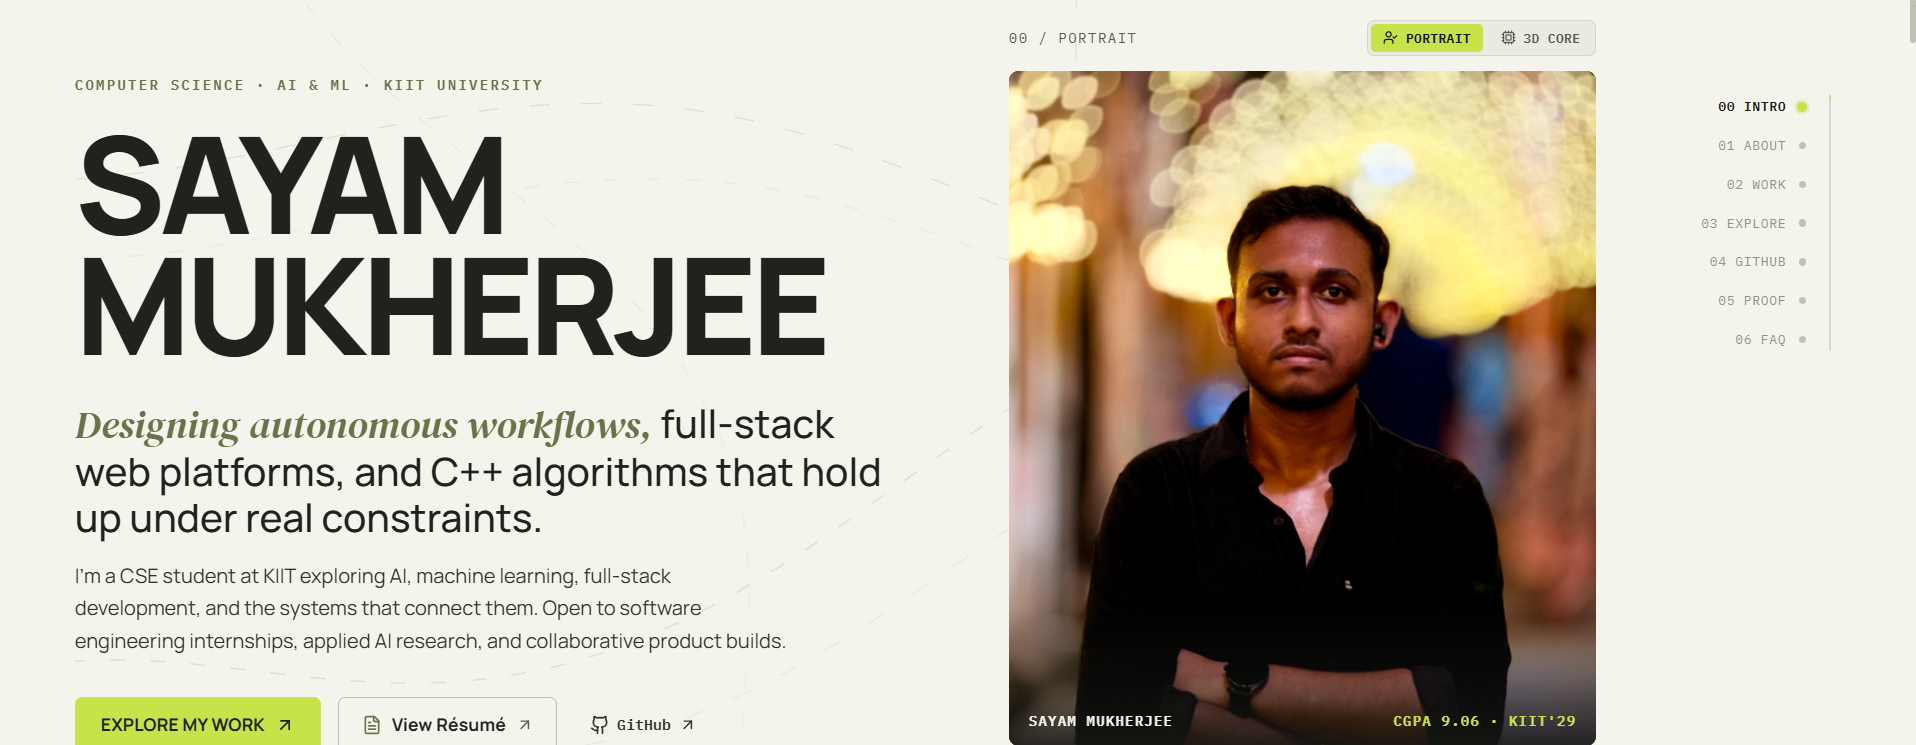 COMPUTER SCIENCE · AI & ML · KIIT UNIVERSITY
SAYAM
MUKHERJEE
Designing autonomous workflows, full-stack
web platforms, and C++ algorithms that hold
up under real constraints.
I'm a CSE student at KIIT exploring AI, machine learning, full-stack
development, and the systems that connect them. Open to software
engineering internships, applied AI research, and collaborative product builds.
EXPLORE MY WORK
View Résumé
GitHub
00 / PORTRAIT
PORTRAIT
3D CORE
SAYAM MUKHERJEE
CGPA 9.06 · KIIT'29
00 INTRO
01 ABOUT
02 WORK
03 EXPLORE
04 GITHUB
05 PROOF
06 FAQ